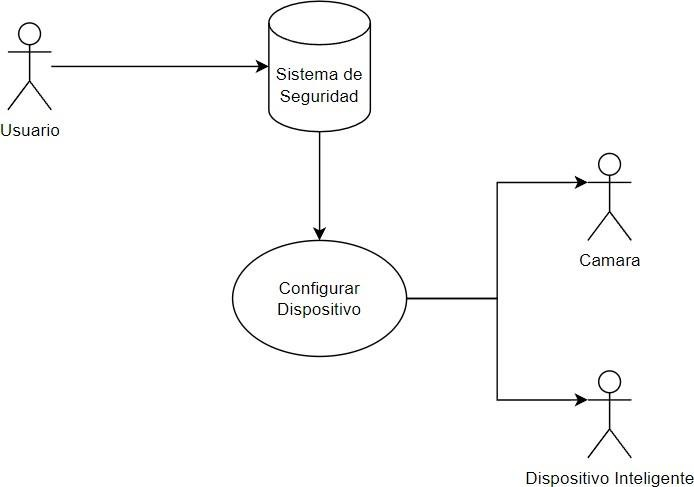 Sistema de
Seguridad
Usuario
Camara
Configurar
Dispositivo
Dispositivo Inteligente